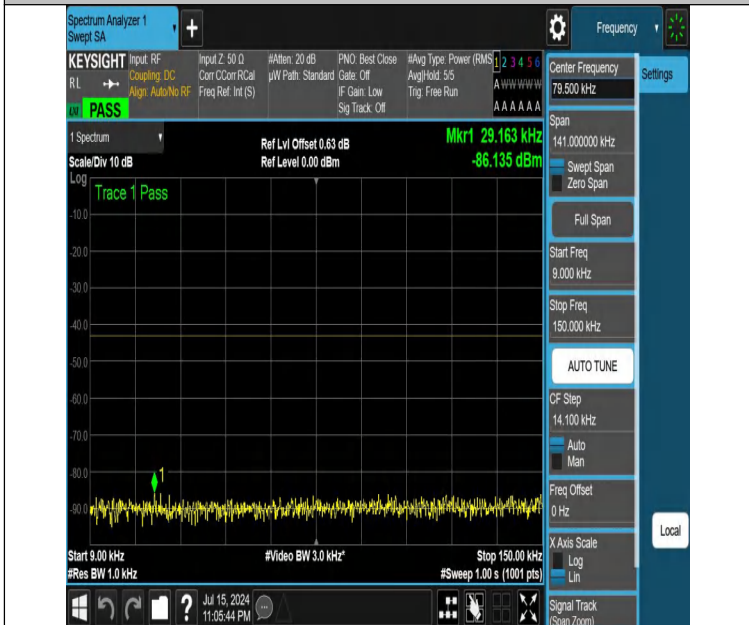 Spectrum Analyzer 1
Swept SA
Frequency
KEYSIGHT
RL
PASS
Input: RF
Coupling: DC
Align: Auto/No RF
Input Z: 50 Ω
Corr CCorr RCal
Freq Ref: Int (S)
#Atten: 20 dB
µW Path: Standard
PNO: Best Close
Gate: Off
IF Gain: Low
Sig Track: Off
#Avg Type: Power (RMS
Avg|Hold: 5/5
Trig: Free Run
1 2 3 4 5 6
A W W W W W
A A A A A A
1 Spectrum
Scale/Div 10 dB
Ref Lvl Offset 0.63 dB
Ref Level 0.00 dBm
Mkr1 29.163 kHz
-86.135 dBm
Log
Trace 1 Pass
-10.0
-20.0
-30.0
-40.0
-50.0
-60.0
-70.0
-80.0
-90.0
1
Start 9.00 kHz
#Res BW 1.0 kHz
#Video BW 3.0 kHz*
Stop 150.00 kHz
#Sweep 1.00 s (1001 pts)
Jul 15, 2024
11:05:44 PM
Center Frequency
79.500 kHz
Span
141.000000 kHz
Swept Span
Zero Span
Full Span
Start Freq
9.000 kHz
Stop Freq
150.000 kHz
AUTO TUNE
CF Step
14.100 kHz
Auto
Man
Freq Offset
0 Hz
X Axis Scale
Log
Lin
Signal Track
(Span Zoom)
Settings
Local